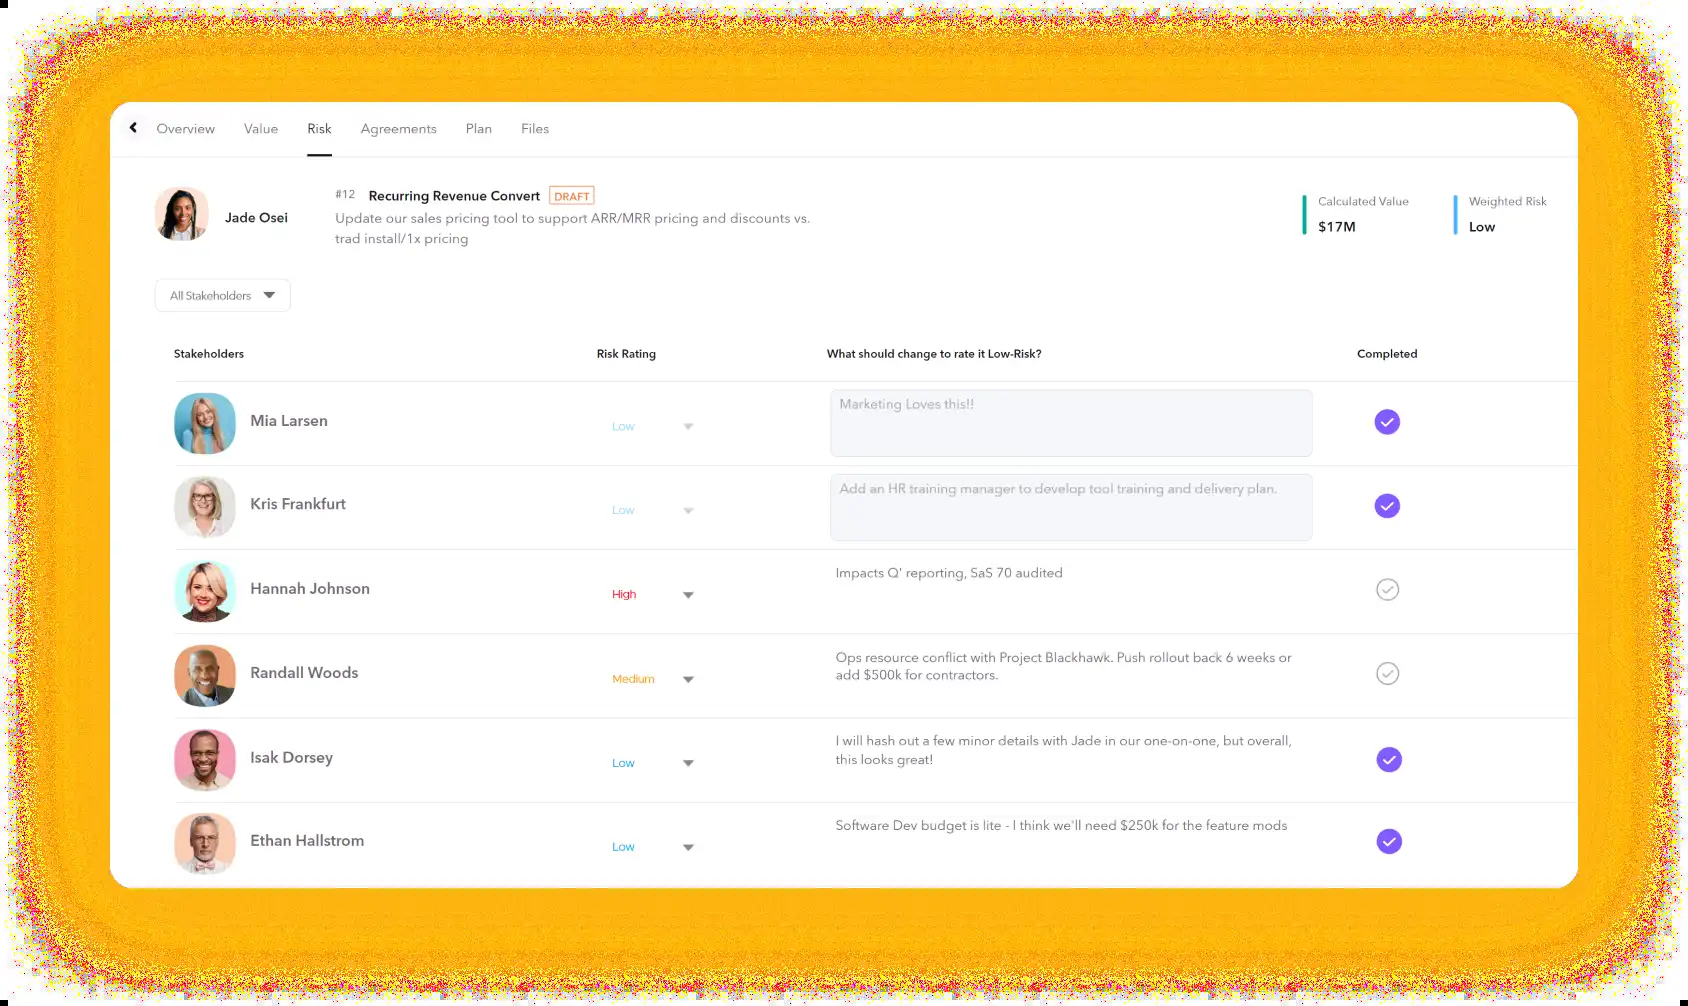 Overview Value Risk Agreements Plan Files
Jade Osei
#12 Recurring Revenue Convert DRAFT
Update our sales pricing tool to support ARR/MRR pricing and discounts vs.
trad install/1x pricing
Calculated Value
$17M
Weighted Risk
Low
All Stakeholders
Stakeholders Risk Rating What should change to rate it Low-Risk? Completed
Mia Larsen
Low
Marketing Loves this!!
Kris Frankfurt
Low
Add an HR training manager to develop tool training and delivery plan.
Hannah Johnson
High
Impacts Q' reporting, SaS 70 audited
Randall Woods
Medium
Ops resource conflict with Project Blackhawk. Push rollout back 6 weeks or
add $500k for contractors.
Isak Dorsey
Low
I will hash out a few minor details with Jade in our one-on-one, but overall,
this looks great!
Ethan Hallstrom
Low
Software Dev budget is lite - I think we'll need $250k for the feature mods